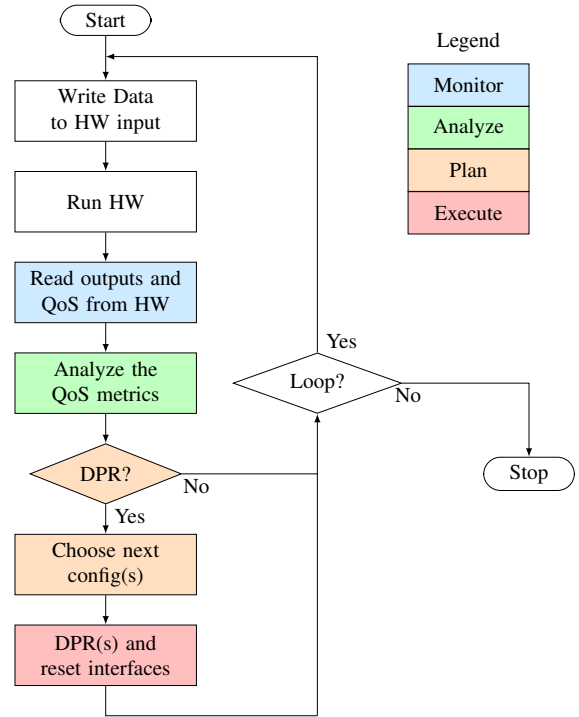 Start
Legend
Monitor
Analyze
Plan
Execute
Write Data
to HW input
Run HW
Read outputs and
QoS from HW
Analyze the
QoS metrics
DPR?
No
Yes
Choose next
config(s)
DPR(s) and
reset interfaces
Yes
Loop?
No
Stop